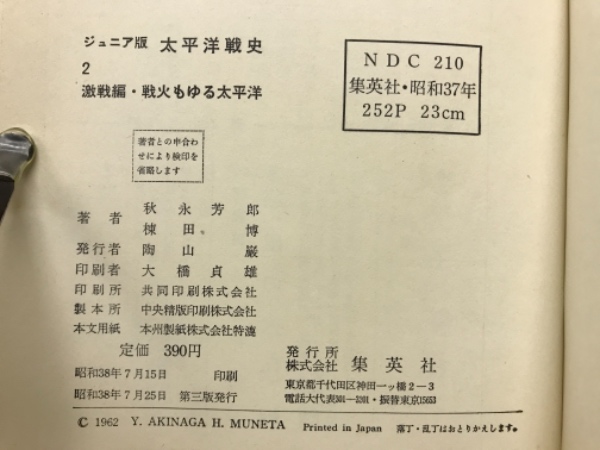 ジュニア版 太平洋戦史
2
激戦編・戦火もゆる太平洋
NDC 210
集英社・昭和37年
252P 23cm
著者との申合わ
せにより検印を
省略します
著者 秋永芳郎
棟田 博
発行者 陶山 巌
印刷者 大橋貞雄
印刷所 共同印刷株式会社
製本所 中央精版印刷株式会社
本文用紙 本州製紙株式会社特漉
定価 390円
昭和38年7月15日 印刷
昭和38年7月25日 第三版発行
発行所
株式会社 集英社
東京都千代田区神田一ッ橋2−3
電話大代表301−3301・振替東京5653
© 1962 Y. AKINAGA H. MUNETA Printed in Japan 落丁・乱丁はおとりかえします。